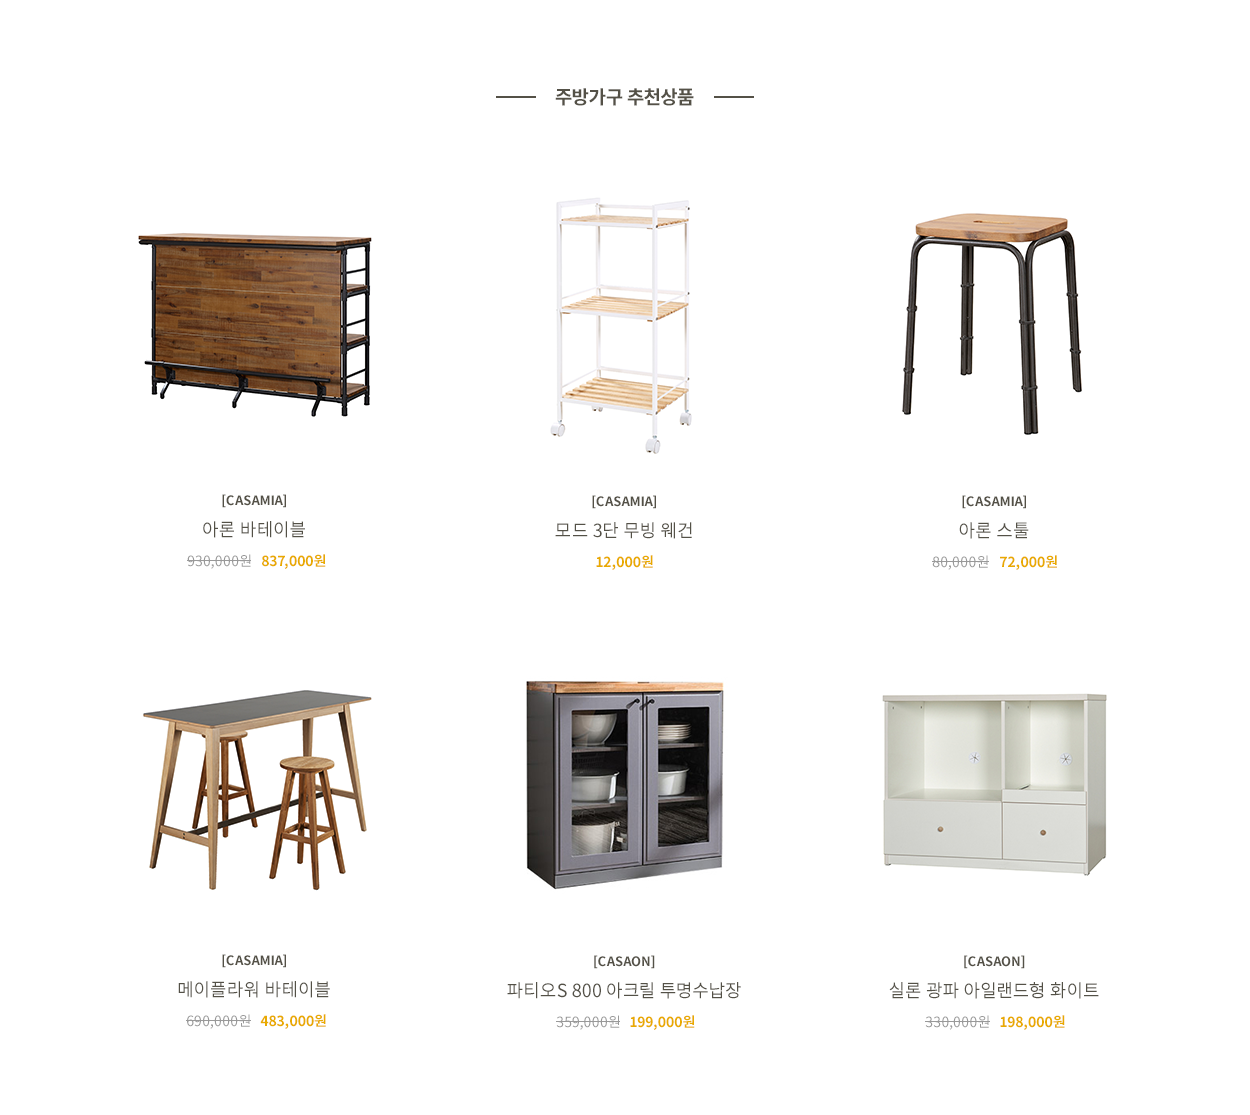 주방가구 추천상품
[CASAMIA]
아론 바테이블
930,000원 837,000원
[CASAMIA]
모드 3단 무빙 웨건
12,000원
[CASAMIA]
아론 스툴
80,000원 72,000원
[CASAMIA]
메이플라워 바테이블
690,000원 483,000원
[CASAON]
파티오S 800 아크릴 투명수납장
359,000원 199,000원
[CASAON]
실론 광파 아일랜드형 화이트
330,000원 198,000원